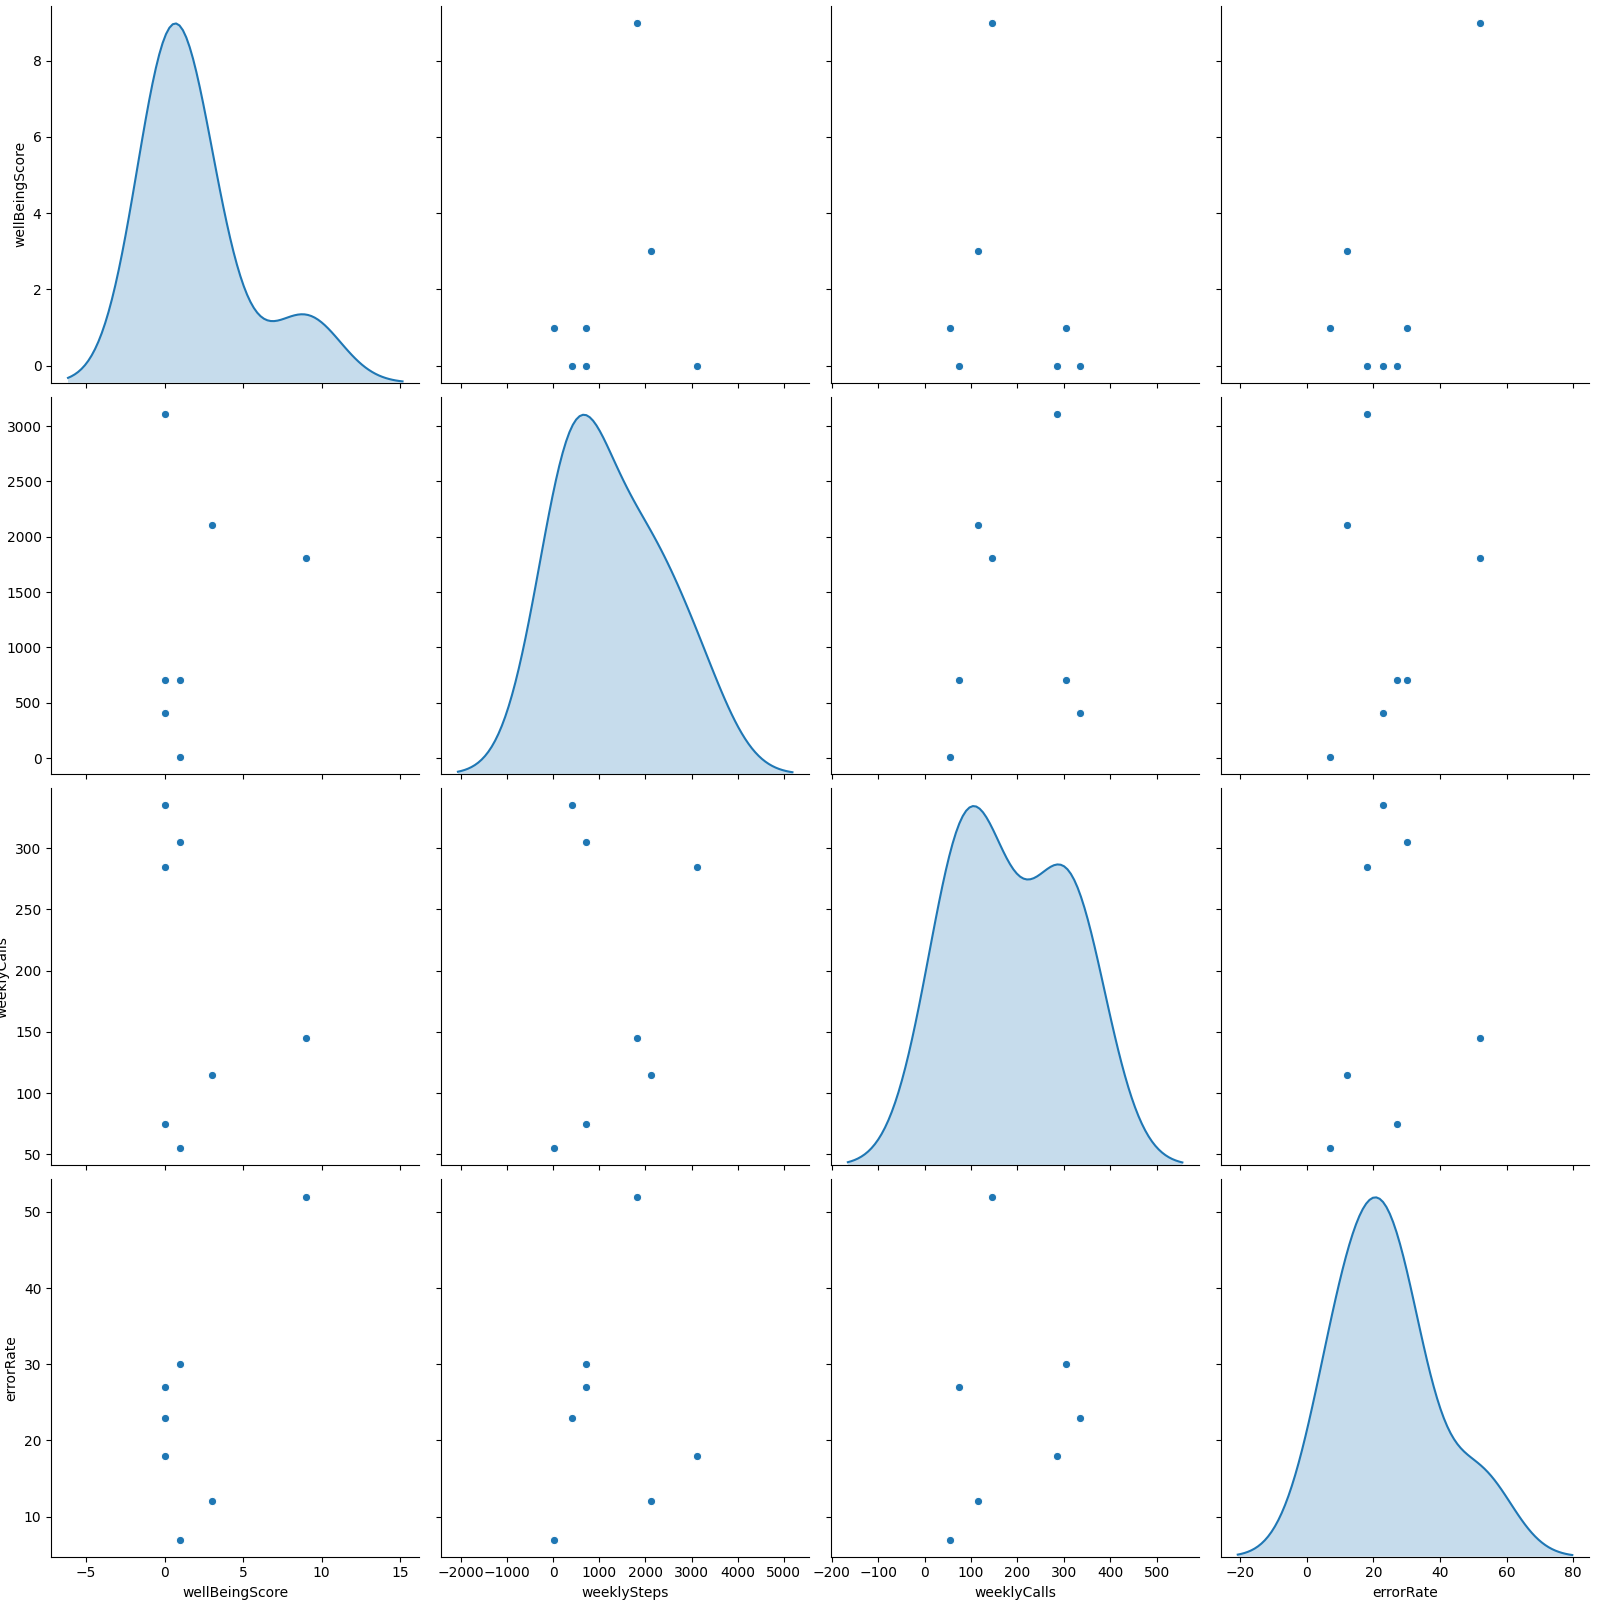 8
6
4
2
0
wellBeingScore
3000
2500
2000
1500
1000
500
0
300
250
200
150
100
50
weeklyCalls
50
40
30
20
10
errorRate
−5 0 5 10 15
−2000 −1000 0 1000 2000 3000 4000 5000
−200 −100 0 100 200 300 400 500
−20 0 20 40 60 80
wellBeingScore weeklySteps weeklyCalls errorRate